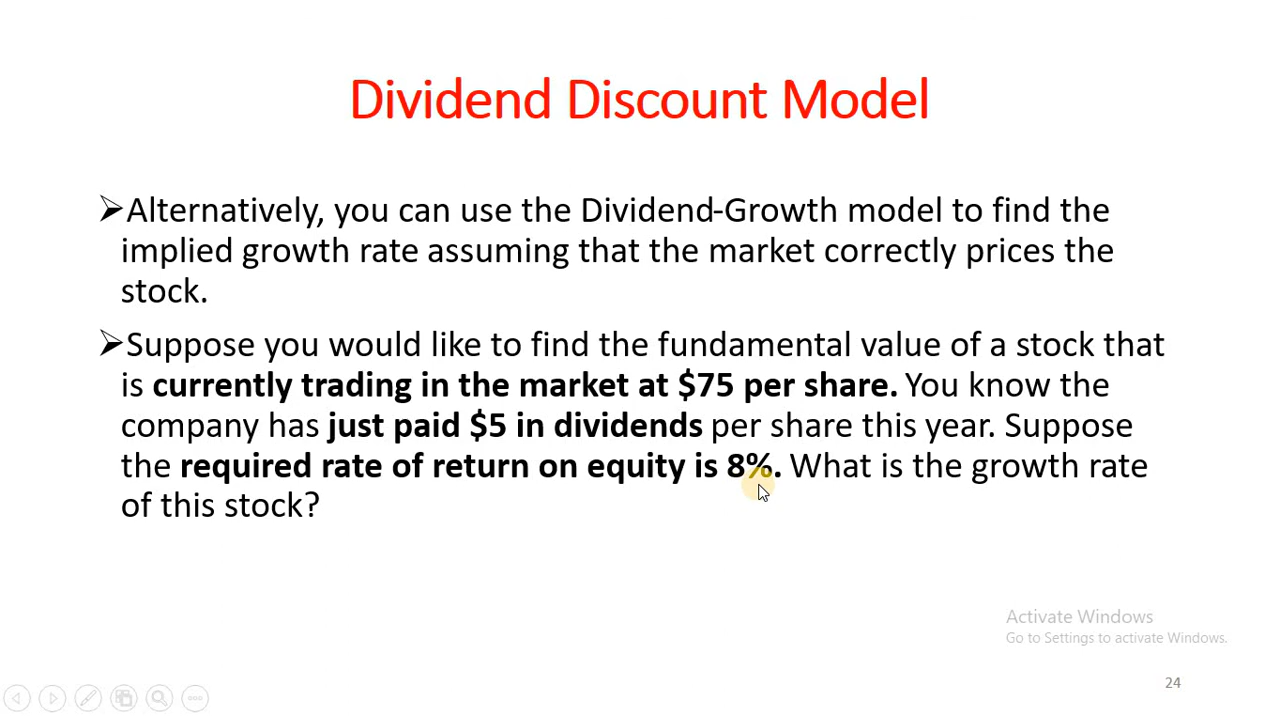 Dividend Discount Model
➢Alternatively, you can use the Dividend-Growth model to find the
implied growth rate assuming that the market correctly prices the
stock.
➢Suppose you would like to find the fundamental value of a stock that
is currently trading in the market at $75 per share. You know the
company has just paid $5 in dividends per share this year. Suppose
the required rate of return on equity is 8%. What is the growth rate
of this stock?
Activate Windows
Go to Settings to activate Windows.
24